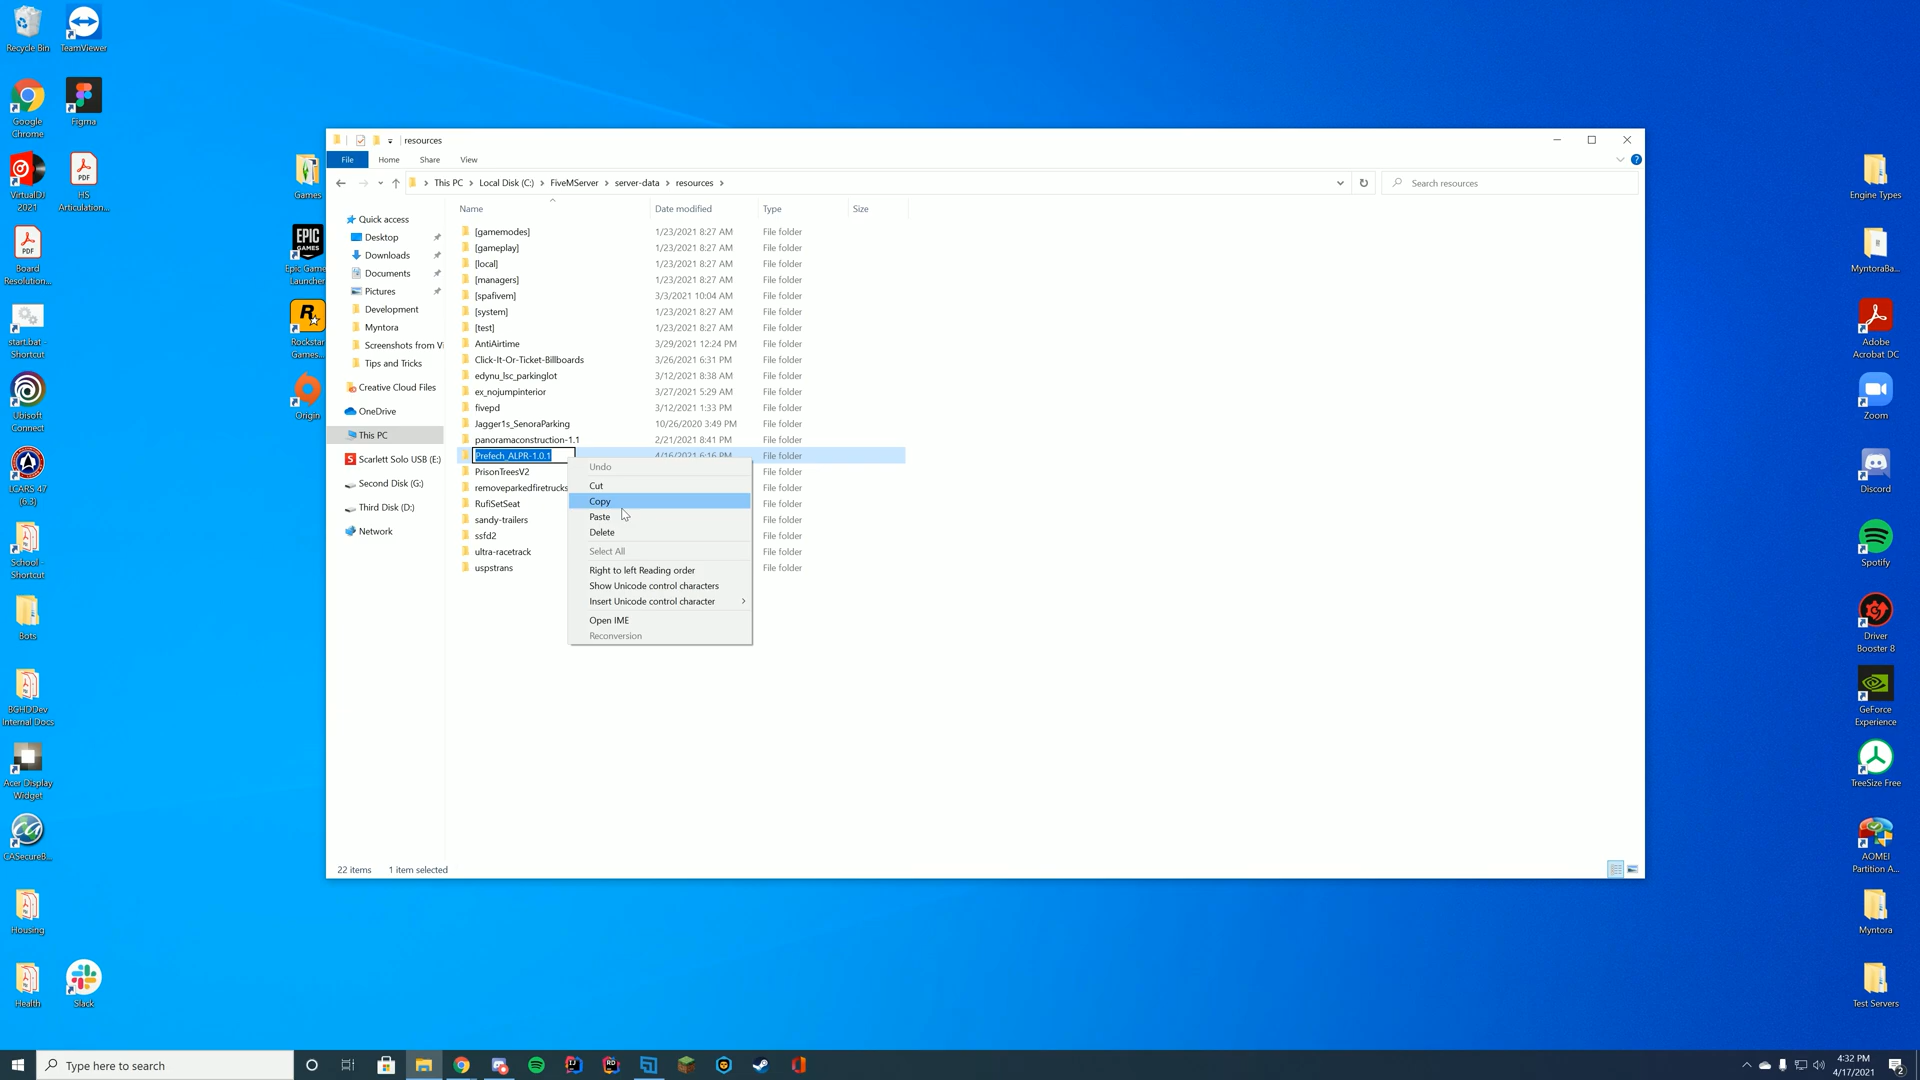 Recycle Bin
TeamViewer
Google
Chrome
Figma
PDF
VirtualDJ
2021
HS
Articulation...
PDF
Board
Resolution...
start.bat -
Shortcut
Ubisoft
Connect
LCARS 47
(6.3)
School -
Shortcut
Bots
BGHDDev
Internal Docs
Acer Display
Widget
CASecureB...
Housing
Health
Slack
Games
EPIC
GAMES
Epic Games
Launcher
Rockstar
Games...
Origin
resources
File
Home
Share
View
This PC
Local Disk (C:)
FiveMServer
server-data
resources
Search resources
Quick access
Desktop
Downloads
Documents
Pictures
Development
Myntora
Screenshots from Vi
Tips and Tricks
Creative Cloud Files
OneDrive
This PC
Scarlett Solo USB (E:)
Second Disk (G:)
Third Disk (D:)
Network
Name Date modified Type Size
[gamemodes] 1/23/2021 8:27 AM File folder
[gameplay] 1/23/2021 8:27 AM File folder
[local] 1/23/2021 8:27 AM File folder
[managers] 1/23/2021 8:27 AM File folder
[spafivem] 3/3/2021 10:04 AM File folder
[system] 1/23/2021 8:27 AM File folder
[test] 1/23/2021 8:27 AM File folder
AntiAirtime 3/29/2021 12:24 PM File folder
Click-It-Or-Ticket-Billboards 3/26/2021 6:31 PM File folder
edynu_lsc_parkinglot 3/12/2021 8:38 AM File folder
ex_nojumpinterior 3/27/2021 5:29 AM File folder
fivepd 3/12/2021 1:33 PM File folder
Jagger1s_SenoraParking 10/26/2020 3:49 PM File folder
panoramaconstruction-1.1 2/21/2021 8:41 PM File folder
Prefech_ALPR-1.0.1 4/16/2021 6:16 PM File folder
PrisonTreesV2 File folder
removeparkedfiretrucks File folder
RufiSetSeat File folder
sandy-trailers File folder
ssfd2 File folder
ultra-racetrack File folder
uspstrans File folder
Undo
Cut
Copy
Paste
Delete
Select All
Right to left Reading order
Show Unicode control characters
Insert Unicode control character
Open IME
Reconversion
22 items 1 item selected
Engine Types
MyntoraBa...
Adobe
Acrobat DC
Zoom
Discord
Spotify
Driver
Booster 8
GeForce
Experience
TreeSize Free
AOMEI
Partition A...
Myntora
Test Servers
Type here to search
4:32 PM
4/17/2021
2